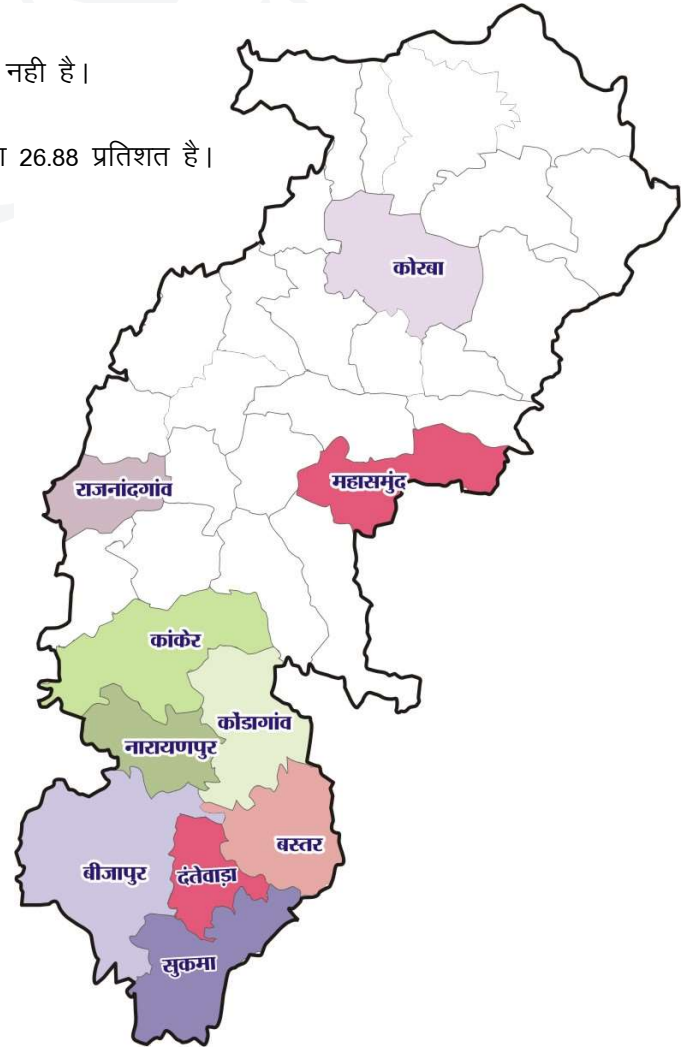 नही है।
26.88 प्रतिशत है।
कोरबा
राजनांदगांव
महासमुंद
कांकेर
कोंडागांव
नारायणपुर
बस्तर
बीजापुर
दंतेवाड़ा
सुकमा